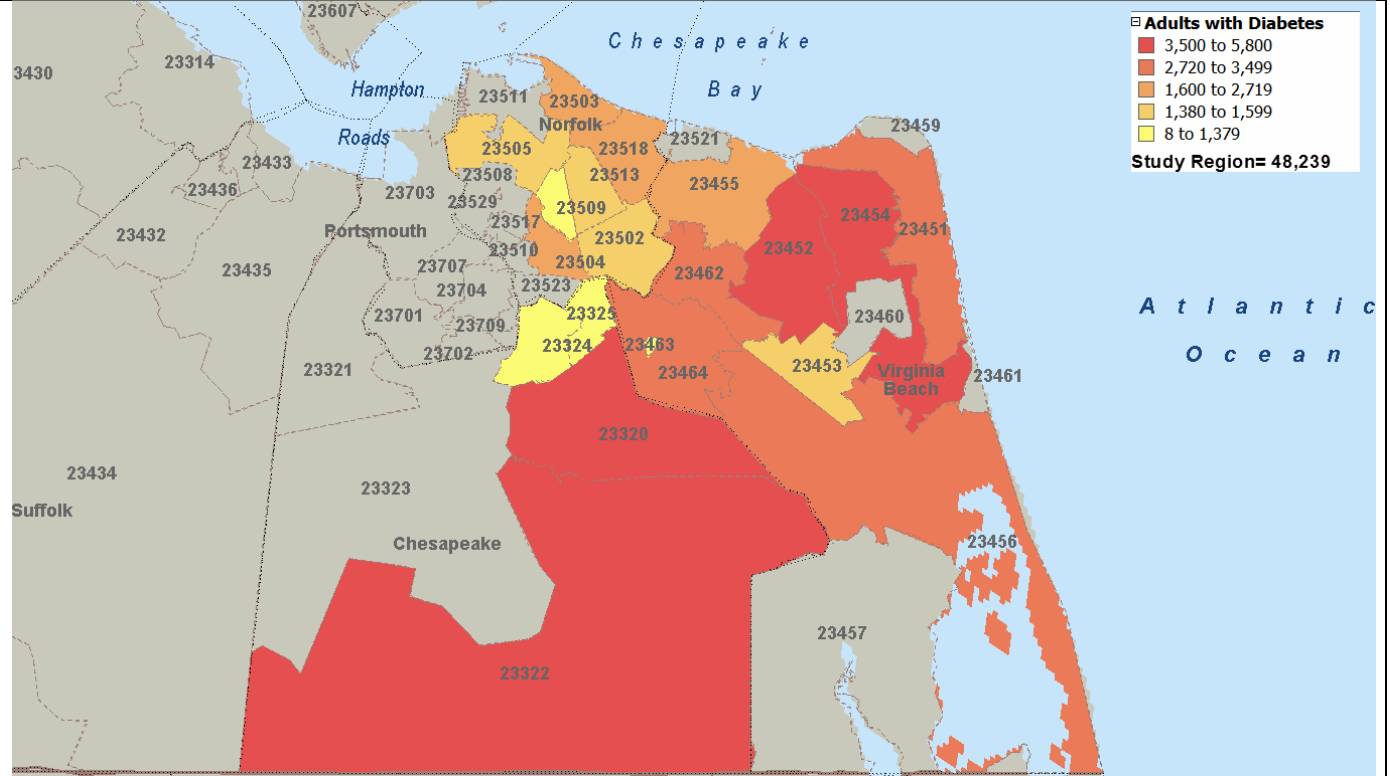 23607
Adults with Diabetes
3,500 to 5,800
2,720 to 3,499
1,600 to 2,719
1,380 to 1,599
8 to 1,379
Study Region= 48,239
Chesapeake
Bay
23314
3430
Hampton
Roads
23511
23503
Norfolk
23459
23521
23505
23518
23433
23508
23513
23436
23703
23529
23455
23509
23454
23517
23451
Portsmouth
23432
23502
23452
23510
23504
23435
23707
23462
23704
23523
Atlantic
Ocean
23701
23325
23460
23709
23324
23463
23702
23321
23464
23453
Virginia
Beach
23461
23320
23434
23323
Suffolk
Chesapeake
23456
23457
23322